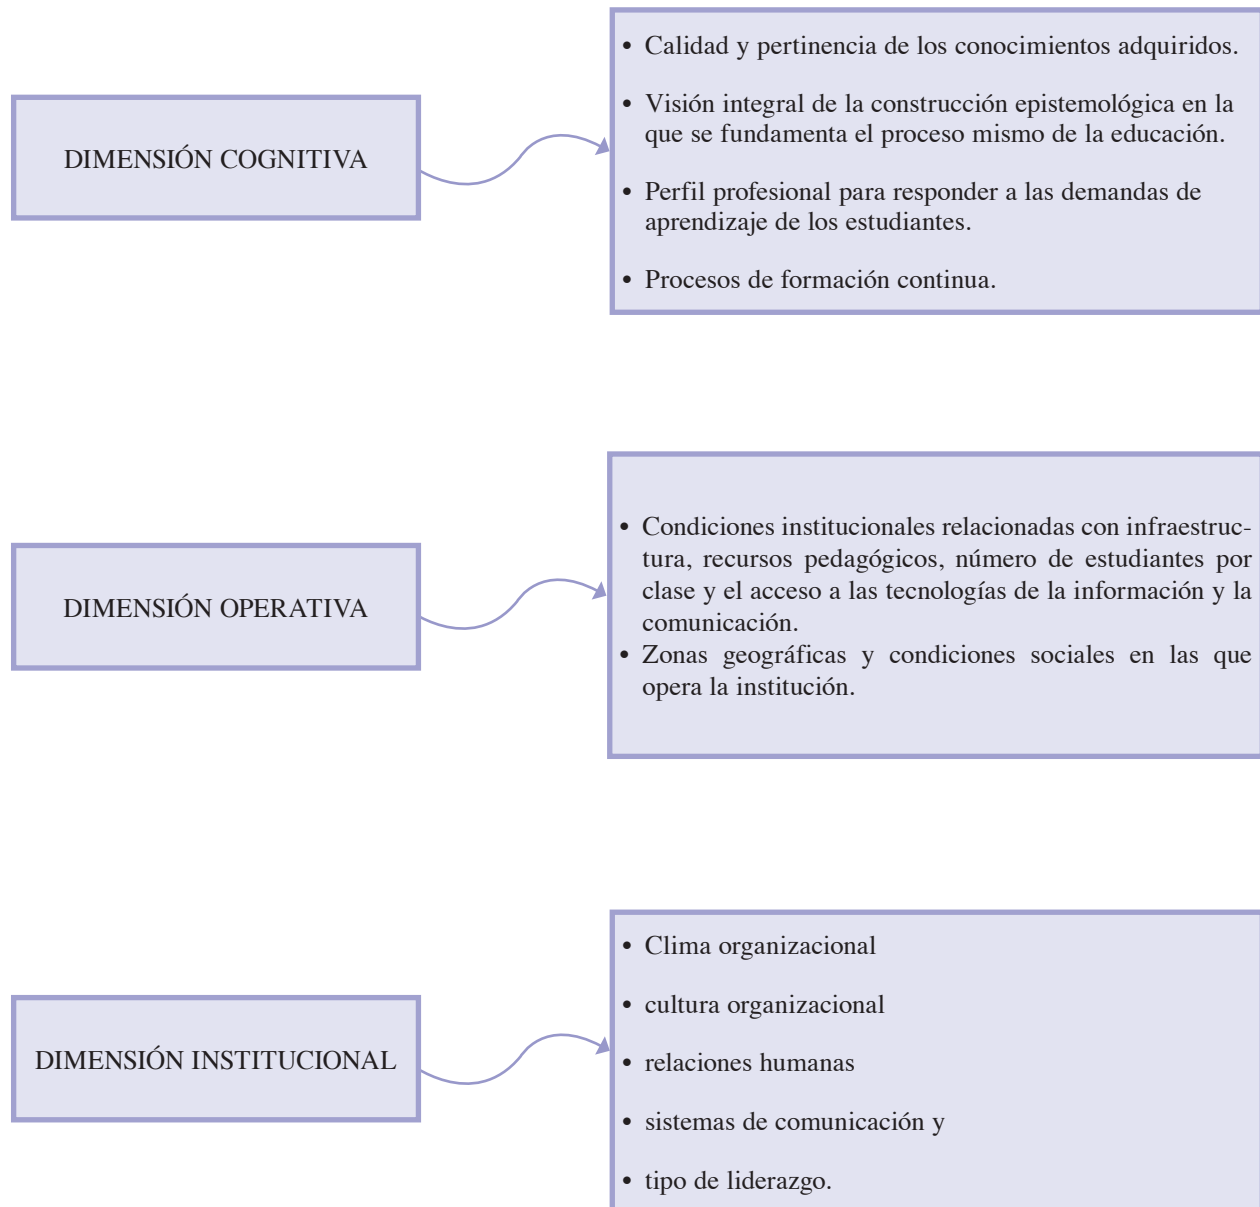 DIMENSIÓN COGNITIVA
• Calidad y pertinencia de los conocimientos adquiridos.
• Visión integral de la construcción epistemológica en la
que se fundamenta el proceso mismo de la educación.
• Perfil profesional para responder a las demandas de
aprendizaje de los estudiantes.
• Procesos de formación continua.
DIMENSIÓN OPERATIVA
• Condiciones institucionales relacionadas con infraestruc-
tura, recursos pedagógicos, número de estudiantes por
clase y el acceso a las tecnologías de la información y la
comunicación.
• Zonas geográficas y condiciones sociales en las que
opera la institución.
DIMENSIÓN INSTITUCIONAL
• Clima organizacional
• cultura organizacional
• relaciones humanas
• sistemas de comunicación y
• tipo de liderazgo.